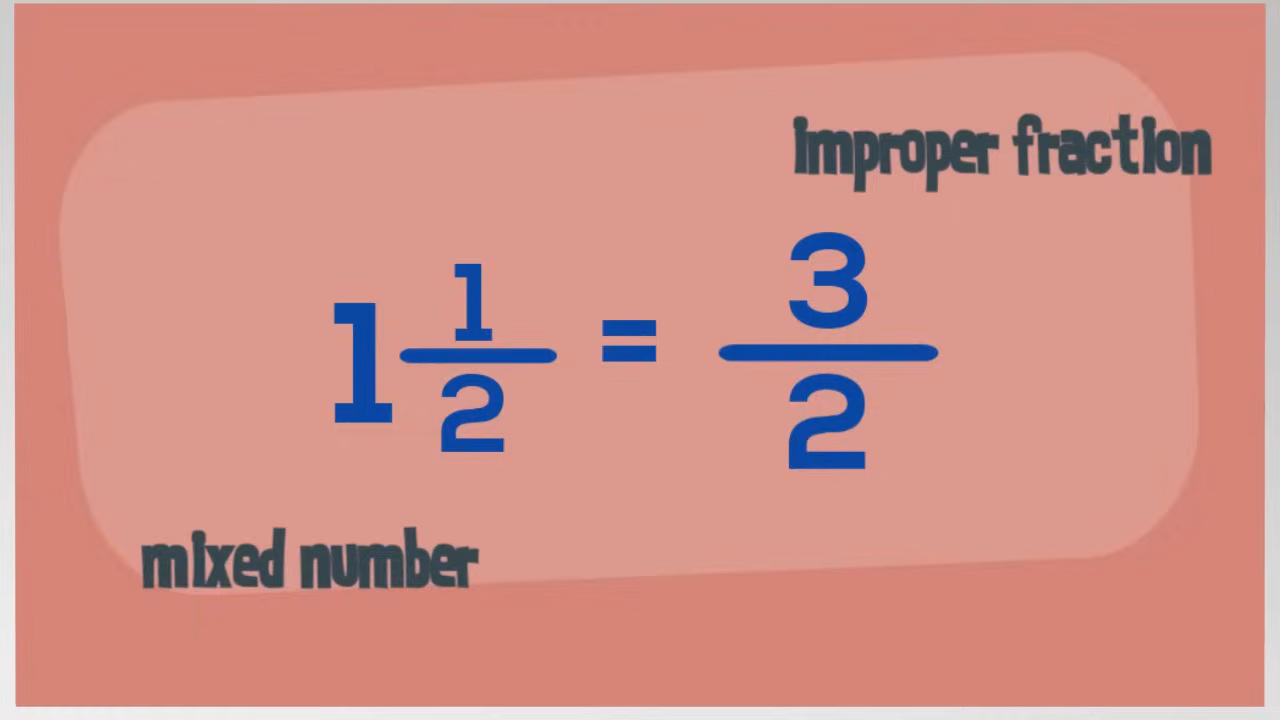 improper fraction
1 1/2 = 3/2
mixed number